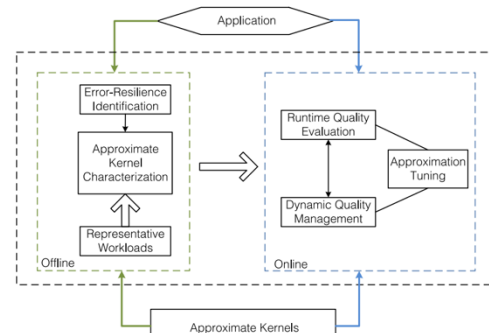 Application
Error-Resilience
Identification
Approximate
Kernel
Characterization
Representative
Workloads
Offline
Runtime Quality
Evaluation
Approximation
Tuning
Dynamic Quality
Management
Online
Approximate Kernels